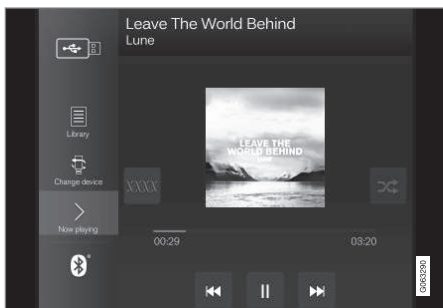 Leave The World Behind
Lune
Library
Change device
Now playing
LEAVE THE
WORLD BEHIND
LUNE
XXXX
00:29
03:20
G063290